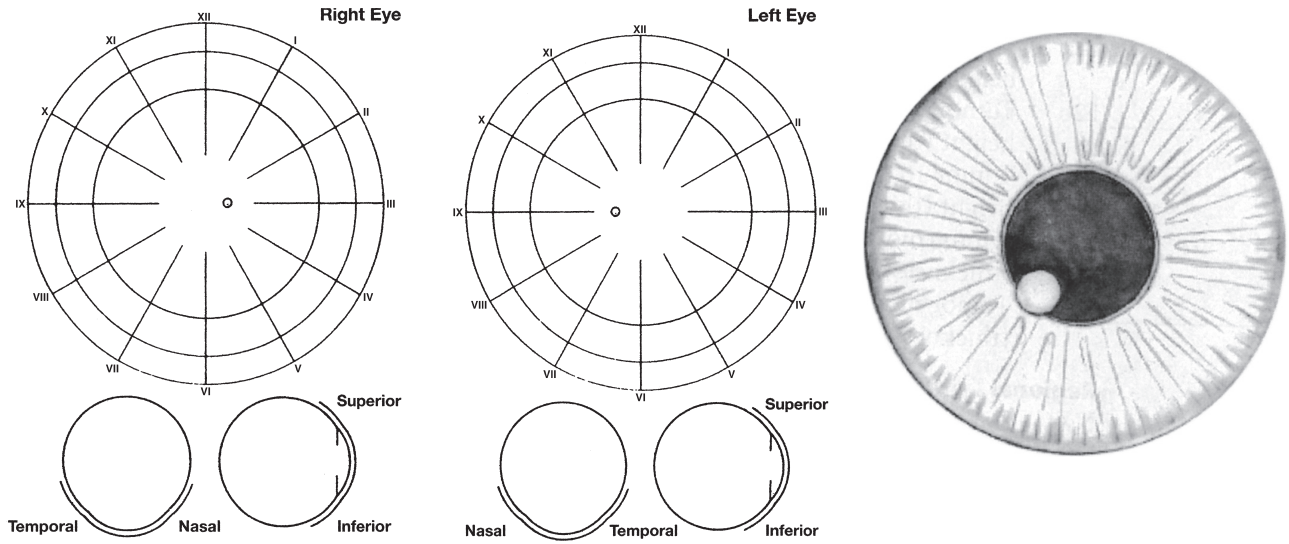 Right Eye
XII
XI
I
X
II
IX
III
VIII
IV
VII
V
VI
Superior
Temporal
Nasal
Inferior
Left Eye
XII
XI
I
X
II
IX
III
VIII
IV
VII
V
VI
Superior
Nasal
Temporal
Inferior